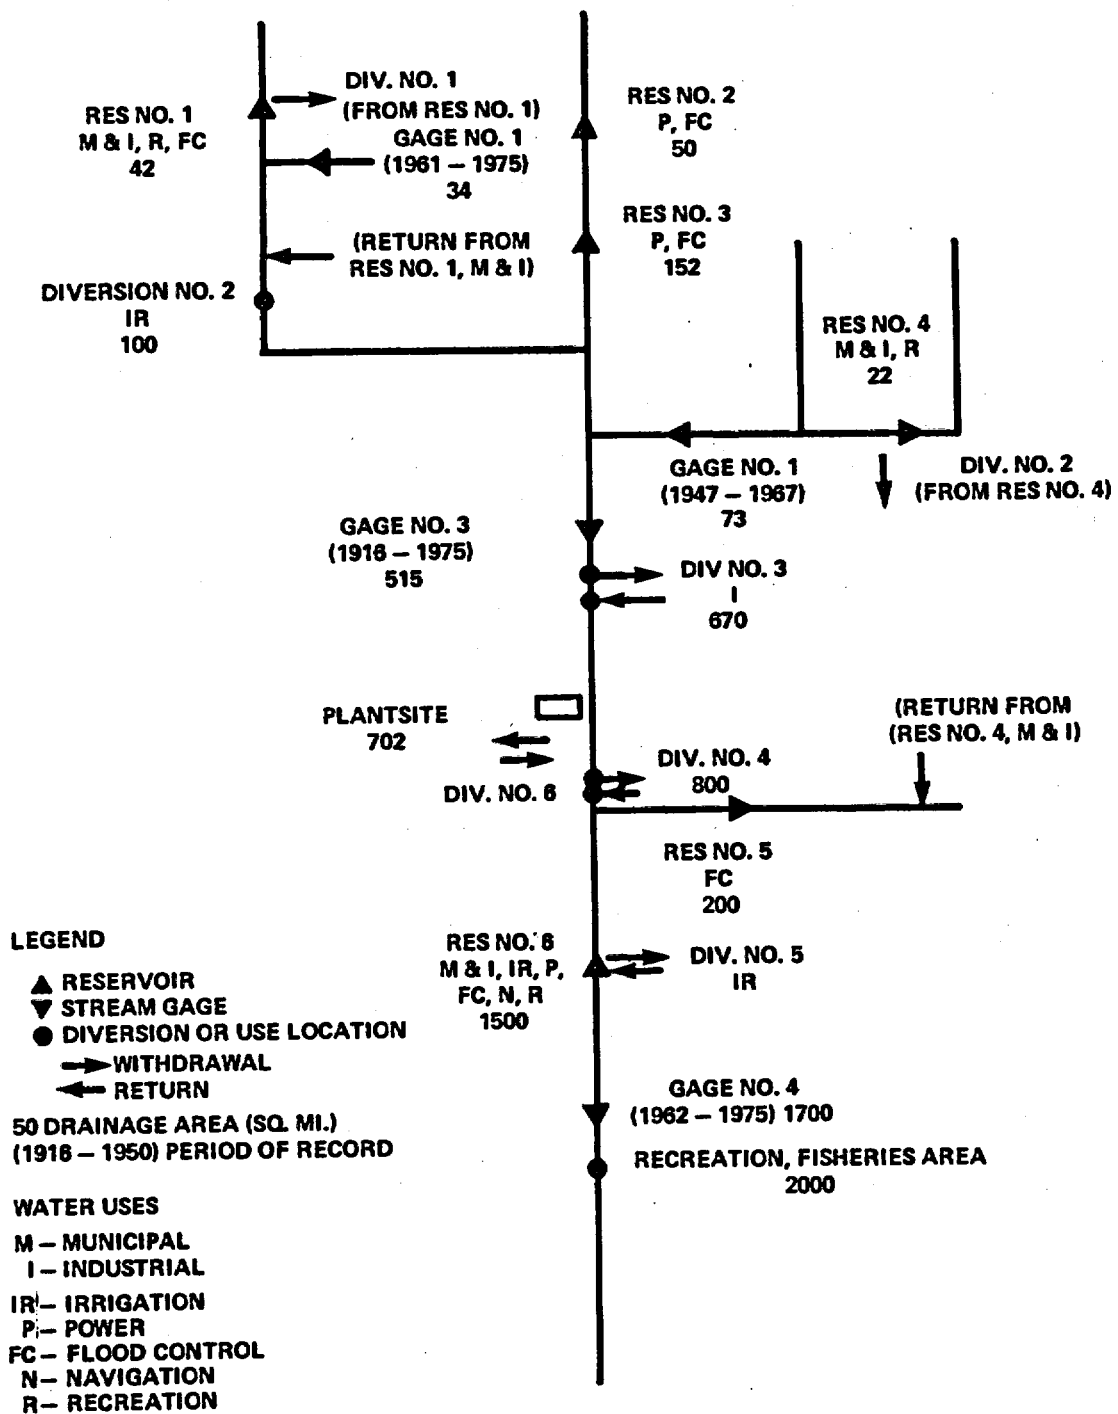 RES NO. 1
M & I, R, FC
42
DIV. NO. 1
(FROM RES NO. 1)
GAGE NO. 1
(1961 – 1975)
34
RES NO. 2
P, FC
50
(RETURN FROM
RES NO. 1, M & I)
RES NO. 3
P, FC
152
DIVERSION NO. 2
IR
100
RES NO. 4
M & I, R
22
GAGE NO. 1
(1947 – 1967)
73
DIV. NO. 2
(FROM RES NO. 4)
GAGE NO. 3
(1916 – 1975)
515
DIV NO. 3
I
670
PLANTSITE
702
(RETURN FROM
(RES NO. 4, M & I)
DIV. NO. 4
800
DIV. NO. 6
RES NO. 5
FC
200
RES NO. 6
M & I, IR, P,
FC, N, R
1500
DIV. NO. 5
IR
GAGE NO. 4
(1962 – 1975) 1700
RECREATION, FISHERIES AREA
2000
LEGEND
RESERVOIR
STREAM GAGE
DIVERSION OR USE LOCATION
WITHDRAWAL
RETURN
50 DRAINAGE AREA (SQ. MI.)
(1916 – 1950) PERIOD OF RECORD
WATER USES
M – MUNICIPAL
I – INDUSTRIAL
IR – IRRIGATION
P – POWER
FC – FLOOD CONTROL
N – NAVIGATION
R – RECREATION